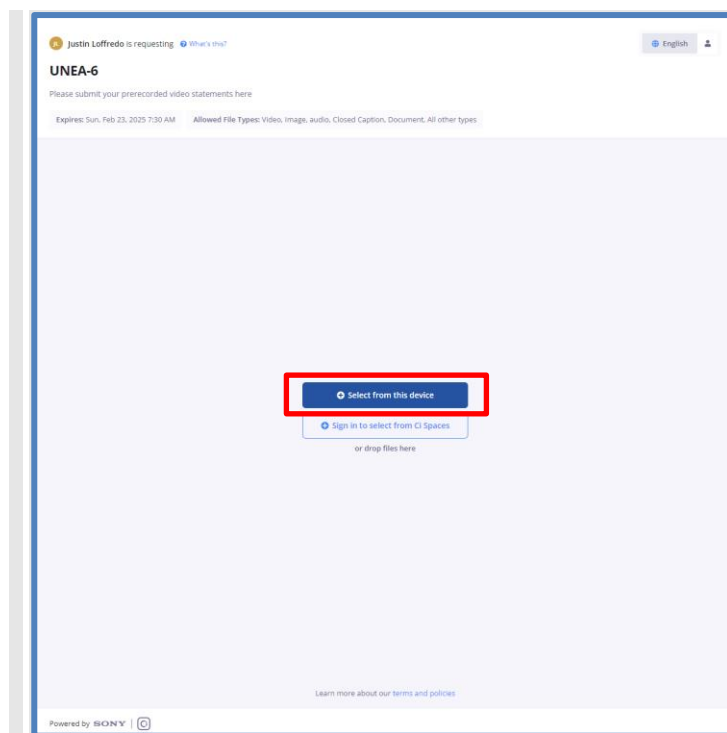 JL Justin Loffredo is requesting What's this?
English
UNEA-6
Please submit your prerecorded video statements here
Expires: Sun, Feb 23, 2025 7:30 AM Allowed File Types: Video, Image, audio, Closed Caption, Document, All other types
Select from this device
Sign in to select from Ci Spaces
or drop files here
Learn more about our terms and policies
Powered by SONY | Ci